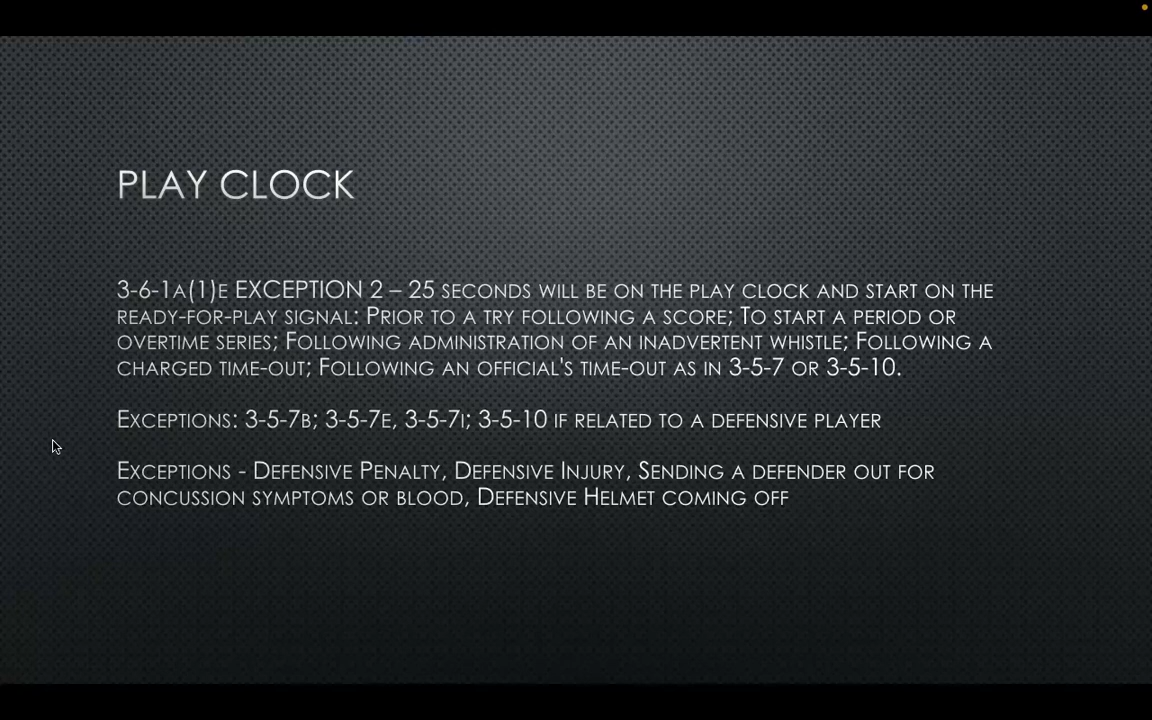 PLAY CLOCK
3-6-1A(1)E EXCEPTION 2 – 25 SECONDS WILL BE ON THE PLAY CLOCK AND START ON THE
READY-FOR-PLAY SIGNAL: PRIOR TO A TRY FOLLOWING A SCORE; TO START A PERIOD OR
OVERTIME SERIES; FOLLOWING ADMINISTRATION OF AN INADVERTENT WHISTLE; FOLLOWING A
CHARGED TIME-OUT; FOLLOWING AN OFFICIAL'S TIME-OUT AS IN 3-5-7 OR 3-5-10.
EXCEPTIONS: 3-5-7B; 3-5-7E, 3-5-7I; 3-5-10 IF RELATED TO A DEFENSIVE PLAYER
EXCEPTIONS - DEFENSIVE PENALTY, DEFENSIVE INJURY, SENDING A DEFENDER OUT FOR
CONCUSSION SYMPTOMS OR BLOOD, DEFENSIVE HELMET COMING OFF